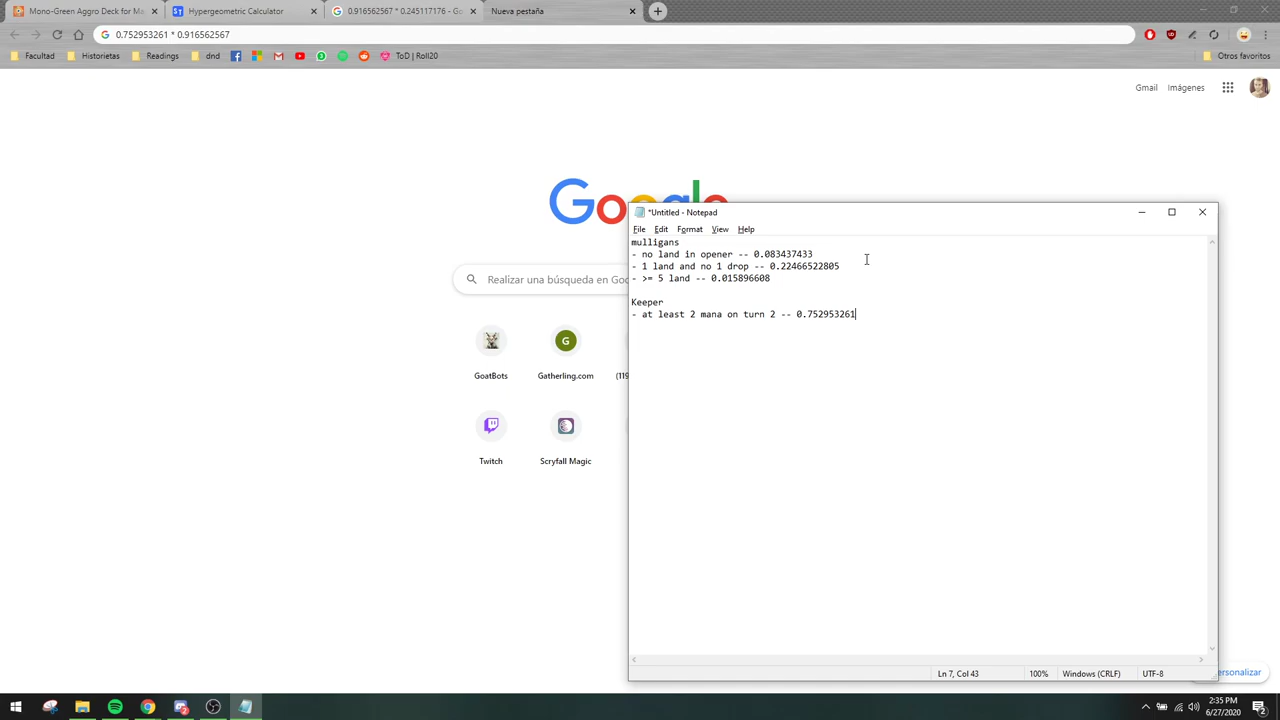 Mono-Green Aggro Deck for Ma
Hypergeometric Calculator
0.916562567 * 0.245117176 - Go
Nueva pestaña
0.752953261 * 0.916562567
Facultad
Historietas
Readings
dnd
ToD | Roll20
Otros favoritos
Gmail
Imágenes
Google
*Untitled - Notepad
File Edit Format View Help
mulligans
- no land in opener -- 0.083437433
- 1 land and no 1 drop -- 0.22466522805
- >= 5 land -- 0.015896608
Keeper
- at least 2 mana on turn 2 -- 0.752953261
Realizar una búsqueda en Goo
G
GoatBots
Gatherling.com
(119
Twitch
Scryfall Magic
Ln 7, Col 43
100%
Windows (CRLF)
UTF-8
ersonalizar
2:35 PM
6/27/2020
2